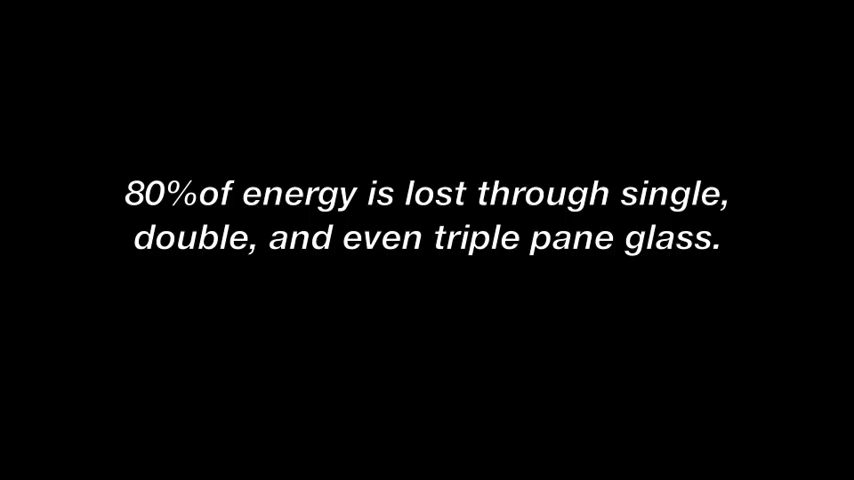 80%of energy is lost through single,
double, and even triple pane glass.